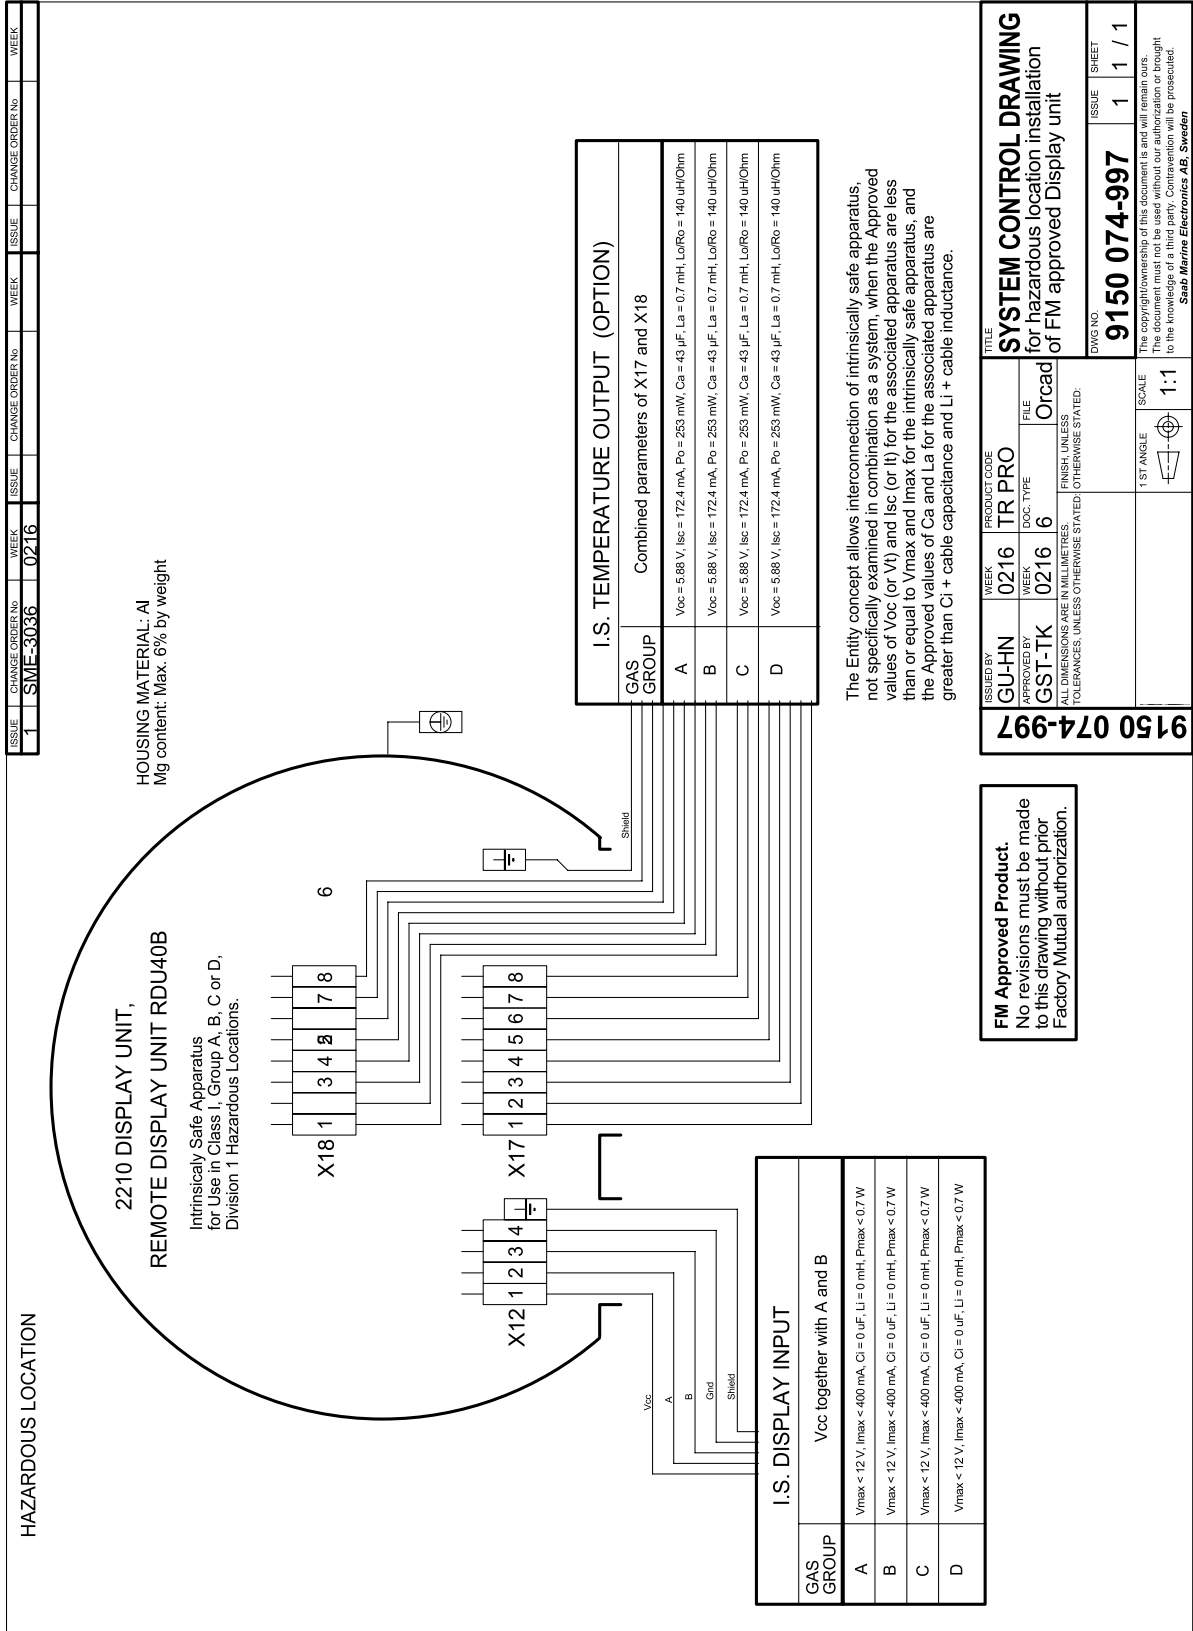 HAZARDOUS LOCATION
ISSUE CHANGE ORDER No WEEK ISSUE CHANGE ORDER No WEEK ISSUE CHANGE ORDER No WEEK
1 SME-3036 0216
HOUSING MATERIAL: Al
Mg content: Max. 6% by weight
2210 DISPLAY UNIT,
REMOTE DISPLAY UNIT RDU40B
Intrinsicaly Safe Apparatus
for Use in Class I, Group A, B, C or D,
Division 1 Hazardous Locations.
X18 1 3 4 7 8
6
X17 1 2 3 4 5 6 7 8
X12 1 2 3 4
Shield
Vcc
A
B
Gnd
Shield
I.S. DISPLAY INPUT
GAS GROUP Vcc together with A and B
A Vmax < 12 V, Imax < 400 mA, Ci = 0 uF, Li = 0 mH, Pmax < 0.7 W
B Vmax < 12 V, Imax < 400 mA, Ci = 0 uF, Li = 0 mH, Pmax < 0.7 W
C Vmax < 12 V, Imax < 400 mA, Ci = 0 uF, Li = 0 mH, Pmax < 0.7 W
D Vmax < 12 V, Imax < 400 mA, Ci = 0 uF, Li = 0 mH, Pmax < 0.7 W
I.S. TEMPERATURE OUTPUT (OPTION)
GAS GROUP Combined parameters of X17 and X18
A Voc = 5.88 V, Isc = 172.4 mA, Po = 253 mW, Ca = 43 µF, La = 0.7 mH, Lo/Ro = 140 uH/Ohm
B Voc = 5.88 V, Isc = 172.4 mA, Po = 253 mW, Ca = 43 µF, La = 0.7 mH, Lo/Ro = 140 uH/Ohm
C Voc = 5.88 V, Isc = 172.4 mA, Po = 253 mW, Ca = 43 µF, La = 0.7 mH, Lo/Ro = 140 uH/Ohm
D Voc = 5.88 V, Isc = 172.4 mA, Po = 253 mW, Ca = 43 µF, La = 0.7 mH, Lo/Ro = 140 uH/Ohm
The Entity concept allows interconnection of intrinsically safe apparatus,
not specifically examined in combination as a system, when the Approved
values of Voc (or Vt) and Isc (or It) for the associated apparatus are less
than or equal to Vmax and Imax for the intrinsically safe apparatus, and
the Approved values of Ca and La for the associated apparatus are
greater than Ci + cable capacitance and Li + cable inductance.
FM Approved Product.
No revisions must be made
to this drawing without prior
Factory Mutual authorization.
9150 074-997
ISSUED BY WEEK PRODUCT CODE
GU-HN 0216 TR PRO
APPROVED BY WEEK DOC. TYPE FILE
GST-TK 0216 6 Orcad
ALL DIMENSIONS ARE IN MILLIMETRES.
TOLERANCES, UNLESS OTHERWISE STATED:
FINISH, UNLESS
OTHERWISE STATED:
1 ST ANGLE SCALE
1:1
TITLE
SYSTEM CONTROL DRAWING
for hazardous location installation
of FM approved Display unit
DWG NO. ISSUE SHEET
9150 074-997 1 1 / 1
The copyright/ownership of this document is and will remain ours.
The document must not be used without our authorization or brought
to the knowledge of a third party. Contravention will be prosecuted.
Saab Marine Electronics AB, Sweden